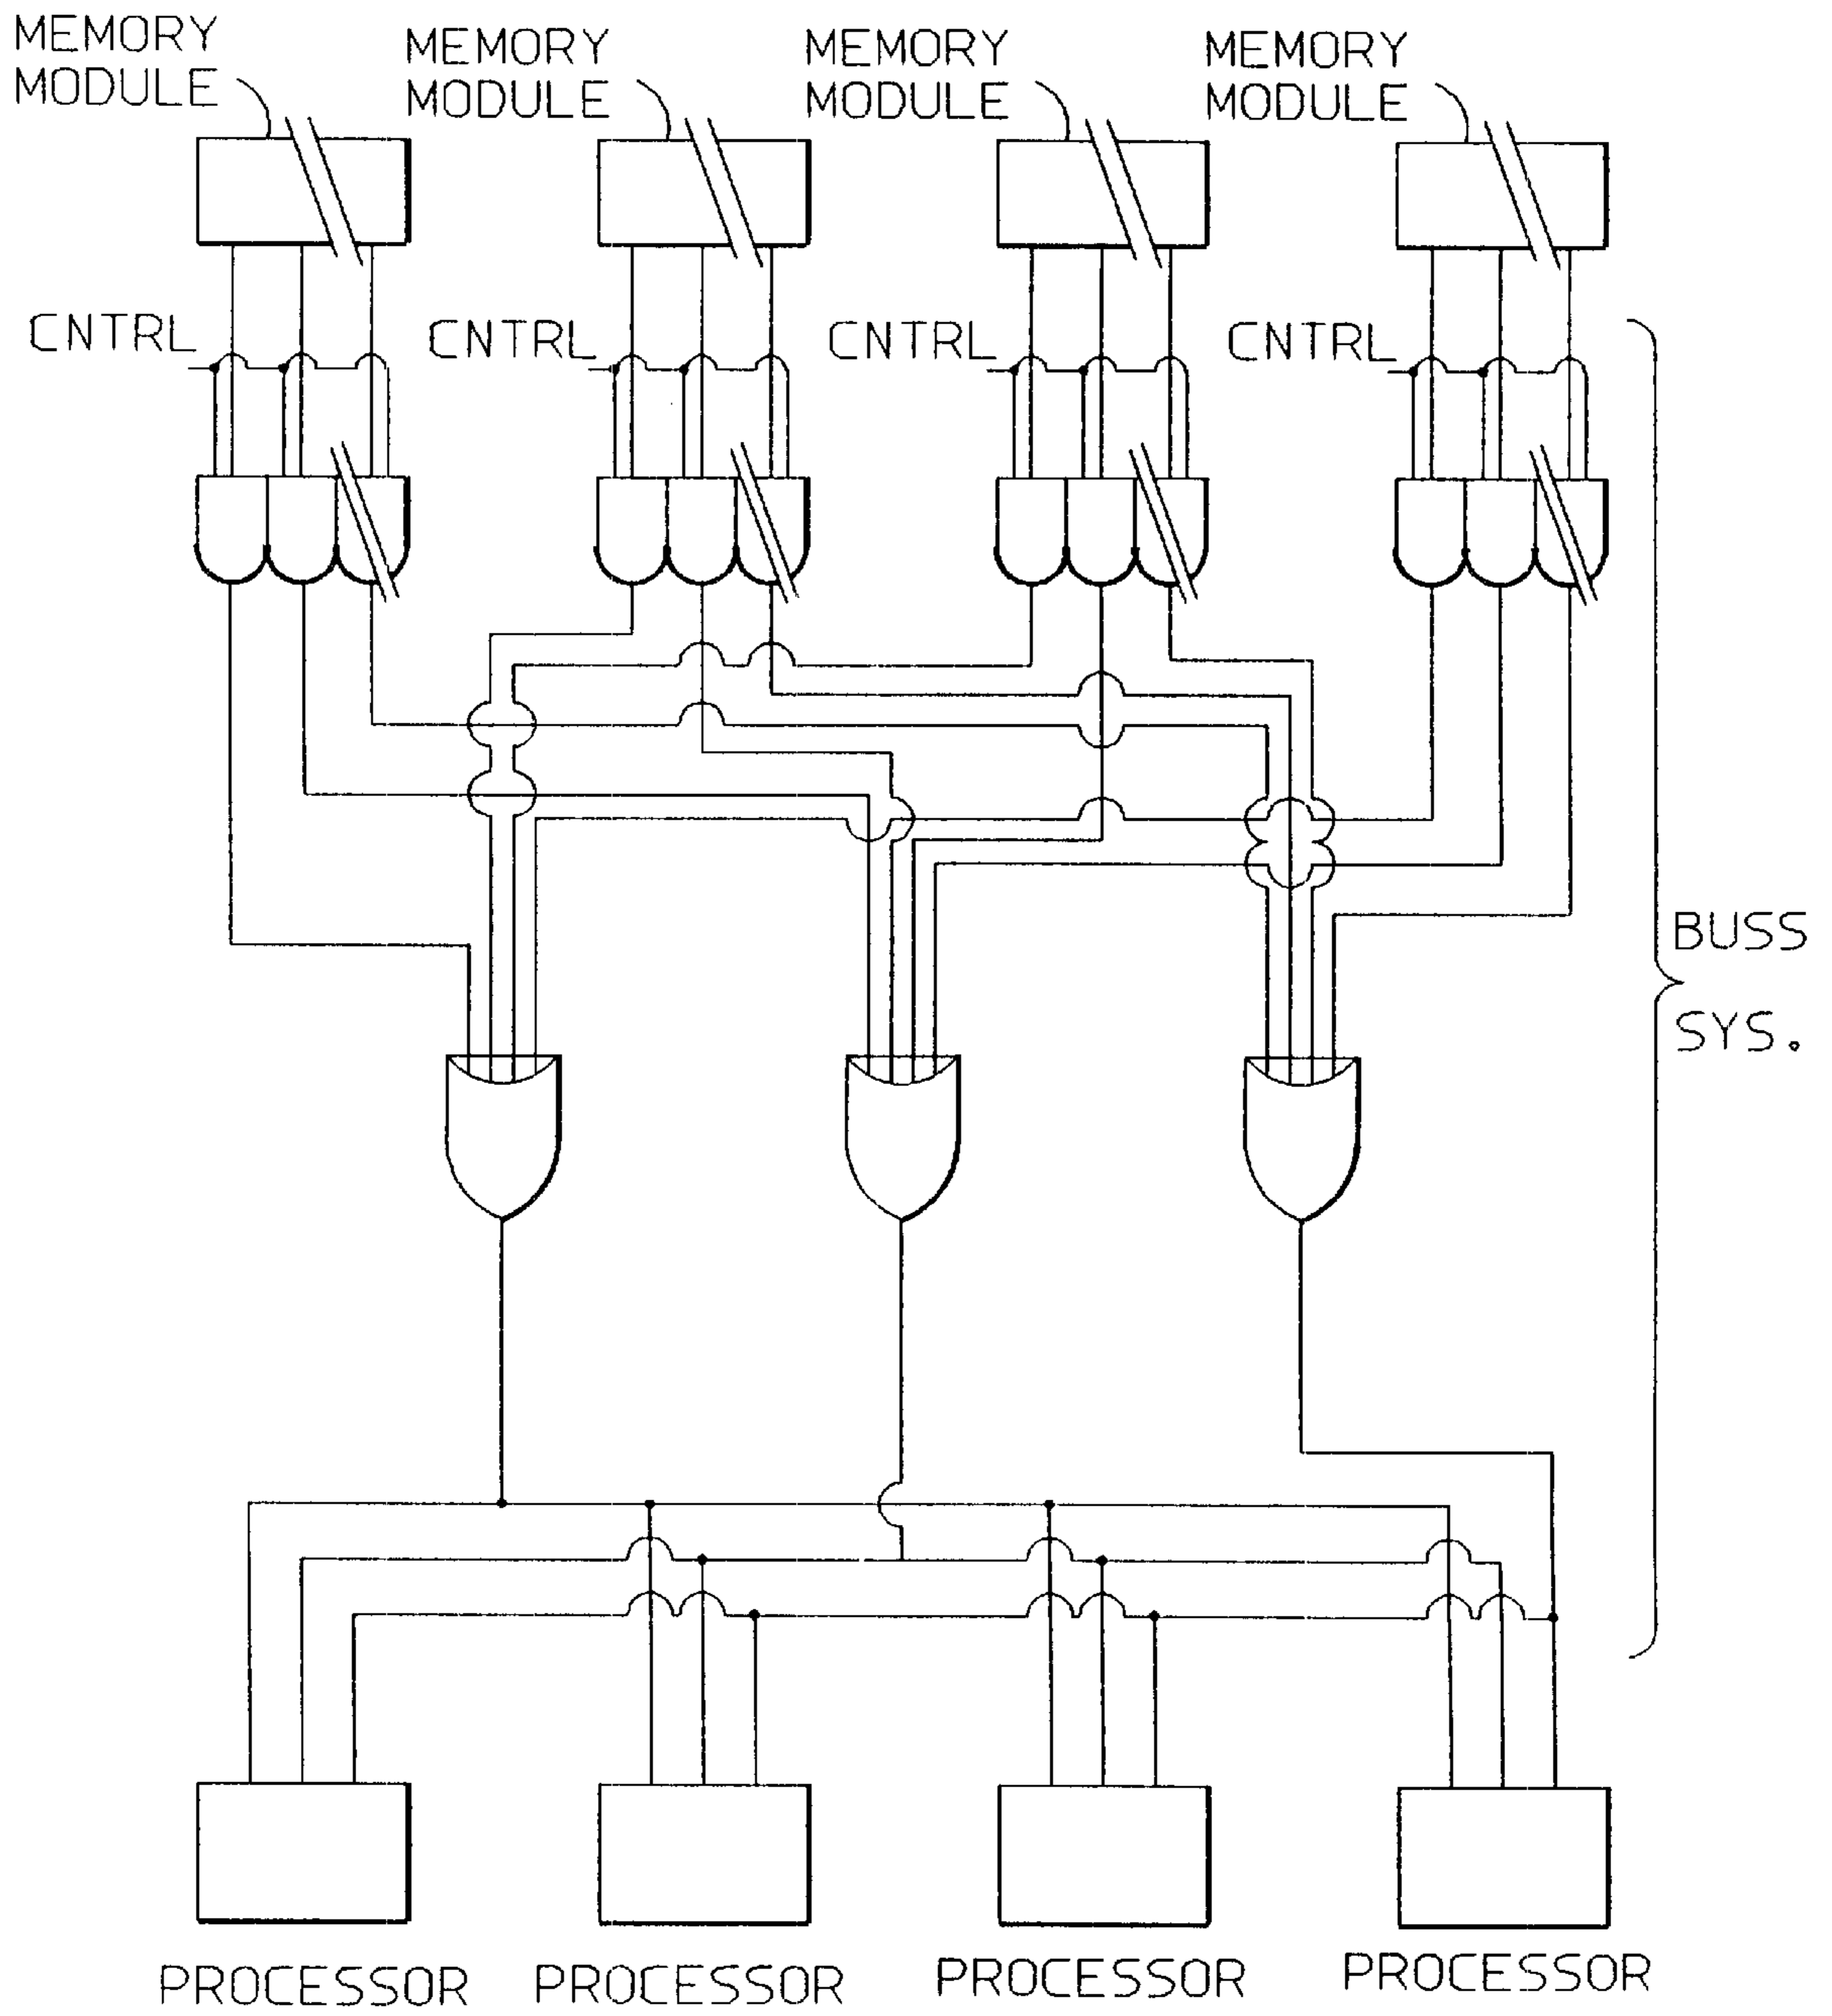 MEMORY
MODULE
MEMORY
MODULE
MEMORY
MODULE
MEMORY
MODULE
CNTRL
CNTRL
CNTRL
CNTRL
BUSS
SYS.
PROCESSOR
PROCESSOR
PROCESSOR
PROCESSOR